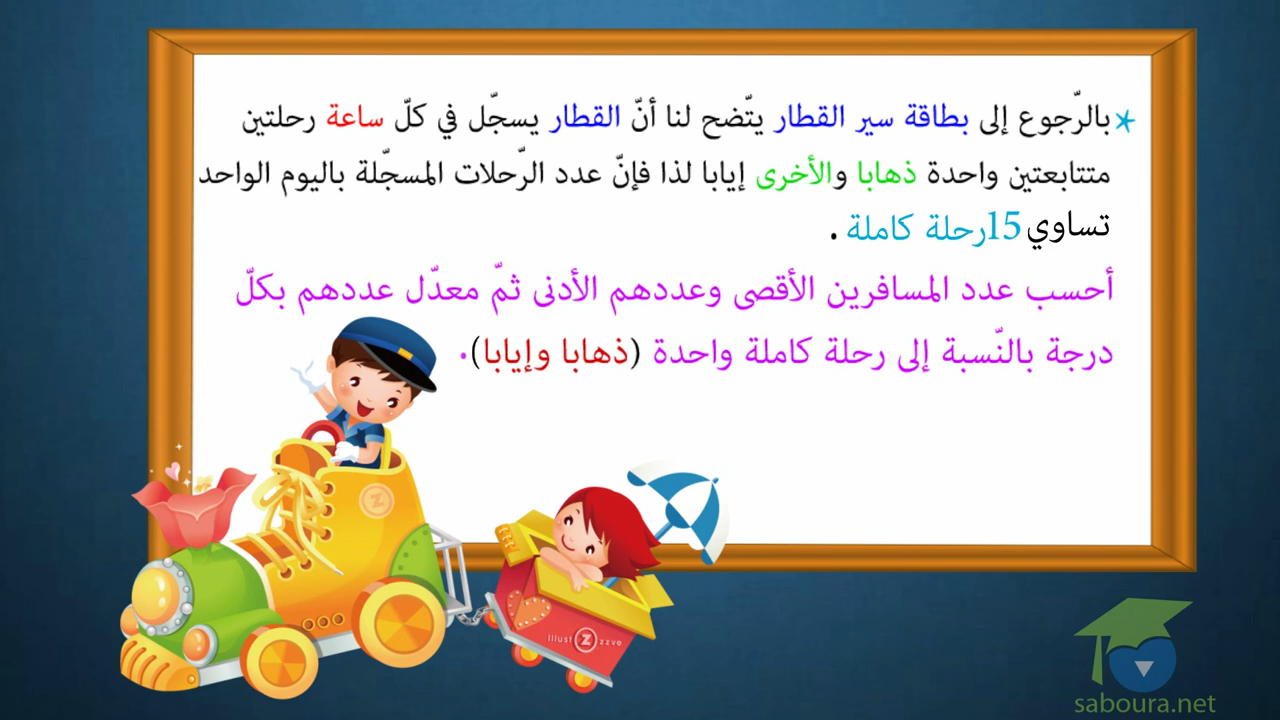 * بالرّجوع إلى بطاقة سير القطار يتّضح لنا أنّ القطار يسجّل في كلّ ساعة رحلتين
متتابعتين واحدة ذهابا والأخرى إيابا لذا فإنّ عدد الرّحلات المسجّلة باليوم الواحد
تساوي 15رحلة كاملة .
أحسب عدد المسافرين الأقصى وعددهم الأدنى ثمّ معدّل عددهم بكلّ
درجة بالنّسبة إلى رحلة كاملة واحدة (ذهابا وإيابا).
Z
illust Z zzve
saboura.net